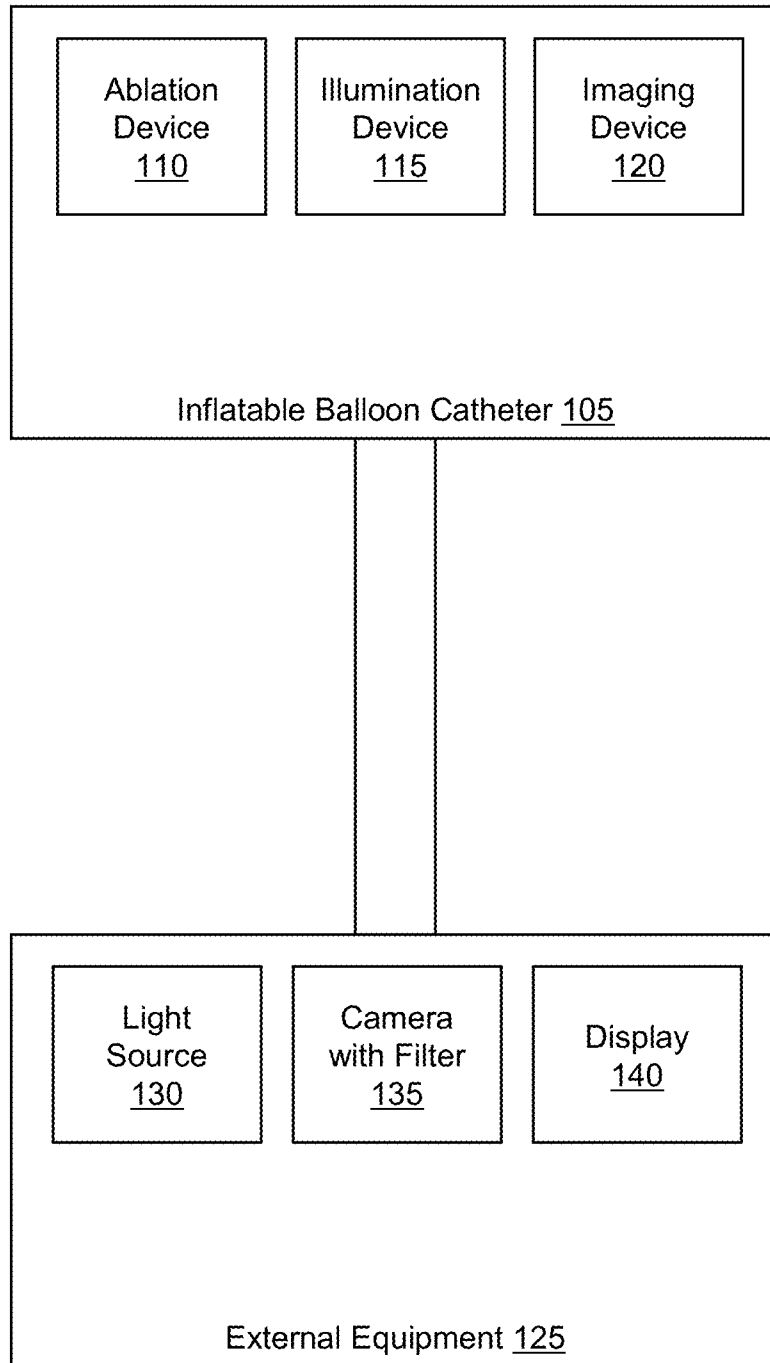 Ablation
Device
110
Illumination
Device
115
Imaging
Device
120
Inflatable Balloon Catheter 105
Light
Source
130
Camera
with Filter
135
Display
140
External Equipment 125